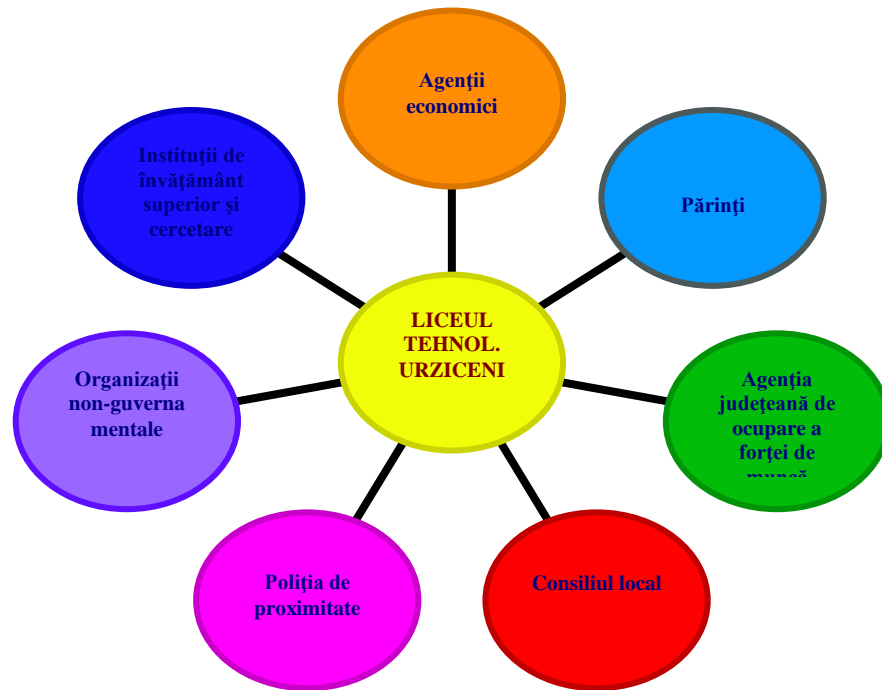 Agenţii
economici
Instituţii de
învăţământ
superior şi
cercetare
Părinţi
LICEUL
TEHNOL.
URZICENI
Organizaţii
non-guverna
mentale
Agenţia
judeţeană de
ocupare a
forţei de
muncă
Poliţia de
proximitate
Consiliul local